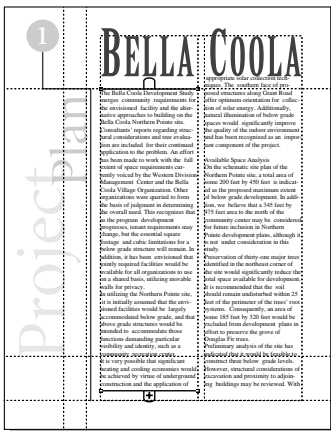 1
BELLA COOLA
Project
plan
The Bella Coola Development Study
merges community requirements for
the envisioned facility and the alter-
native approaches to building on the
Bella Coola Northern Pointe site.
Consultants' reports regarding struc-
tural considerations and tree evalua-
tion are included for their continued
application to the problem. An effort
has been made to work with the full
extent of space requirements cur-
rently voiced by the Western Division
Management Center and the Bella
Coola Village Organization. Other
organizations were queried to form
the basis of judgment in determining
the overall need. This recognizes that
as the program development
progresses, tenant requirements may
change, but the essential square
footage and cubic limitations for a
below grade structure will remain. In
addition, it has been envisioned that
jointly required facilities would be
available for all organizations to use
on a shared basis, utilizing movable
walls for privacy.
In utilizing the Northern Pointe site,
it is initially assumed that the envi-
sioned facilities would be largely
accommodated below grade, and that
above grade structures would be
intended to accommodate those
functions demanding particular
visibility and identity, such as a
community recreation center.
It is very possible that significant
heating and cooling economies would
be achieved by virtue of underground
construction and the application of
appropriate solar collection tech-
niques. The southern face of pro-
posed structures along Grant Road
offer optimum orientation for collec-
tion of solar energy. Additionally,
natural illumination of below grade
spaces would significantly improve
the quality of the indoor environment
and has been recognized as an impor-
tant component of the project.
Available Space Analysis
On the schematic site plan of the
Northern Pointe site, a total area of
some 200 feet by 450 feet is indicat-
ed as the proposed maximum extent
of below grade development. In addi-
tion, we believe that a 345 feet by
475 feet area to the north of the
community center may be considered
for future inclusion in Northern
Pointe development plans, although it
is not under consideration in this
study.
Preservation of thirty-one major trees
identified in the northeast corner of
the site would significantly reduce the
total space available for development.
It is recommended that the soil
should remain undisturbed within 25
feet of the perimeter of the trees' root
systems. Consequently, an area of
some 185 feet by 320 feet would be
excluded from development plans in
effort to preserve the grove of
Douglas Fir trees.
Preliminary analysis of the site has
indicated that it would be feasible to
construct three below grade levels.
However, structural considerations of
excavation and proximity to adjoin-
ing buildings may be reviewed. With